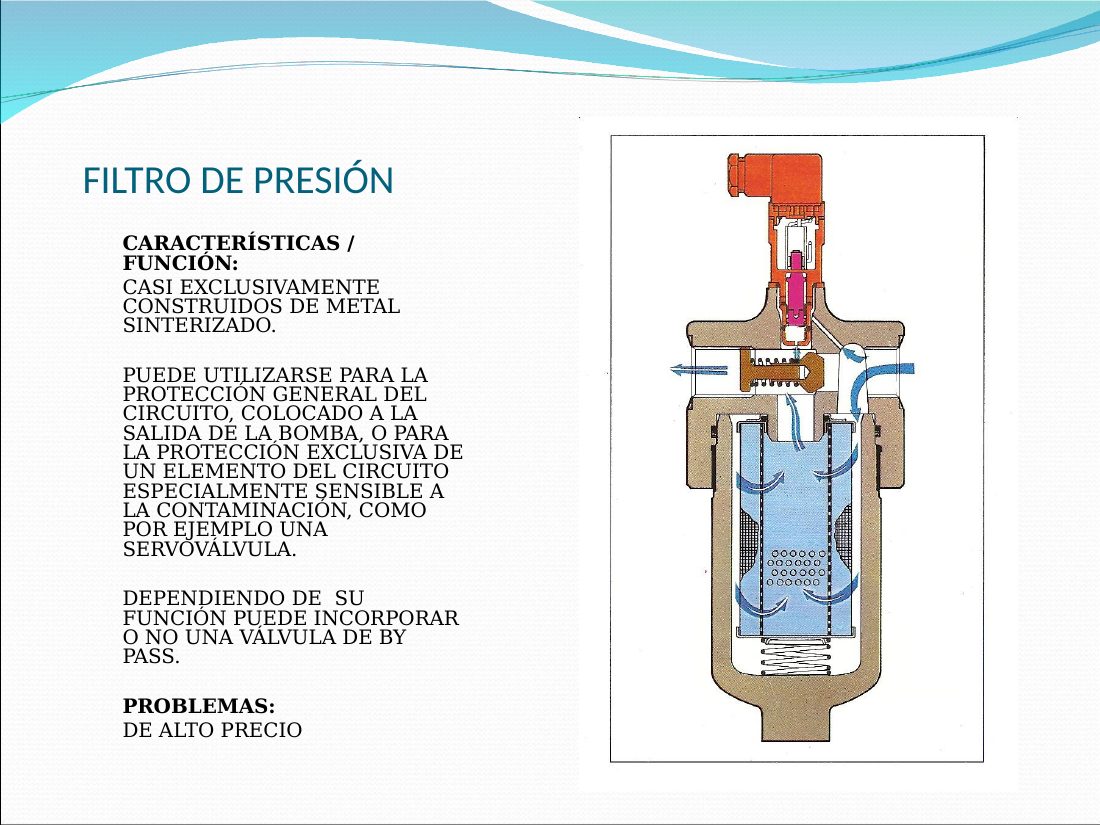 FILTRO DE PRESIÓN
CARACTERÍSTICAS /
FUNCIÓN:
CASI EXCLUSIVAMENTE
CONSTRUIDOS DE METAL
SINTERIZADO.
PUEDE UTILIZARSE PARA LA
PROTECCIÓN GENERAL DEL
CIRCUITO, COLOCADO A LA
SALIDA DE LA BOMBA, O PARA
LA PROTECCIÓN EXCLUSIVA DE
UN ELEMENTO DEL CIRCUITO
ESPECIALMENTE SENSIBLE A
LA CONTAMINACIÓN, COMO
POR EJEMPLO UNA
SERVOVÁLVULA.
DEPENDIENDO DE  SU
FUNCIÓN PUEDE INCORPORAR
O NO UNA VÁLVULA DE BY
PASS.
PROBLEMAS:
DE ALTO PRECIO